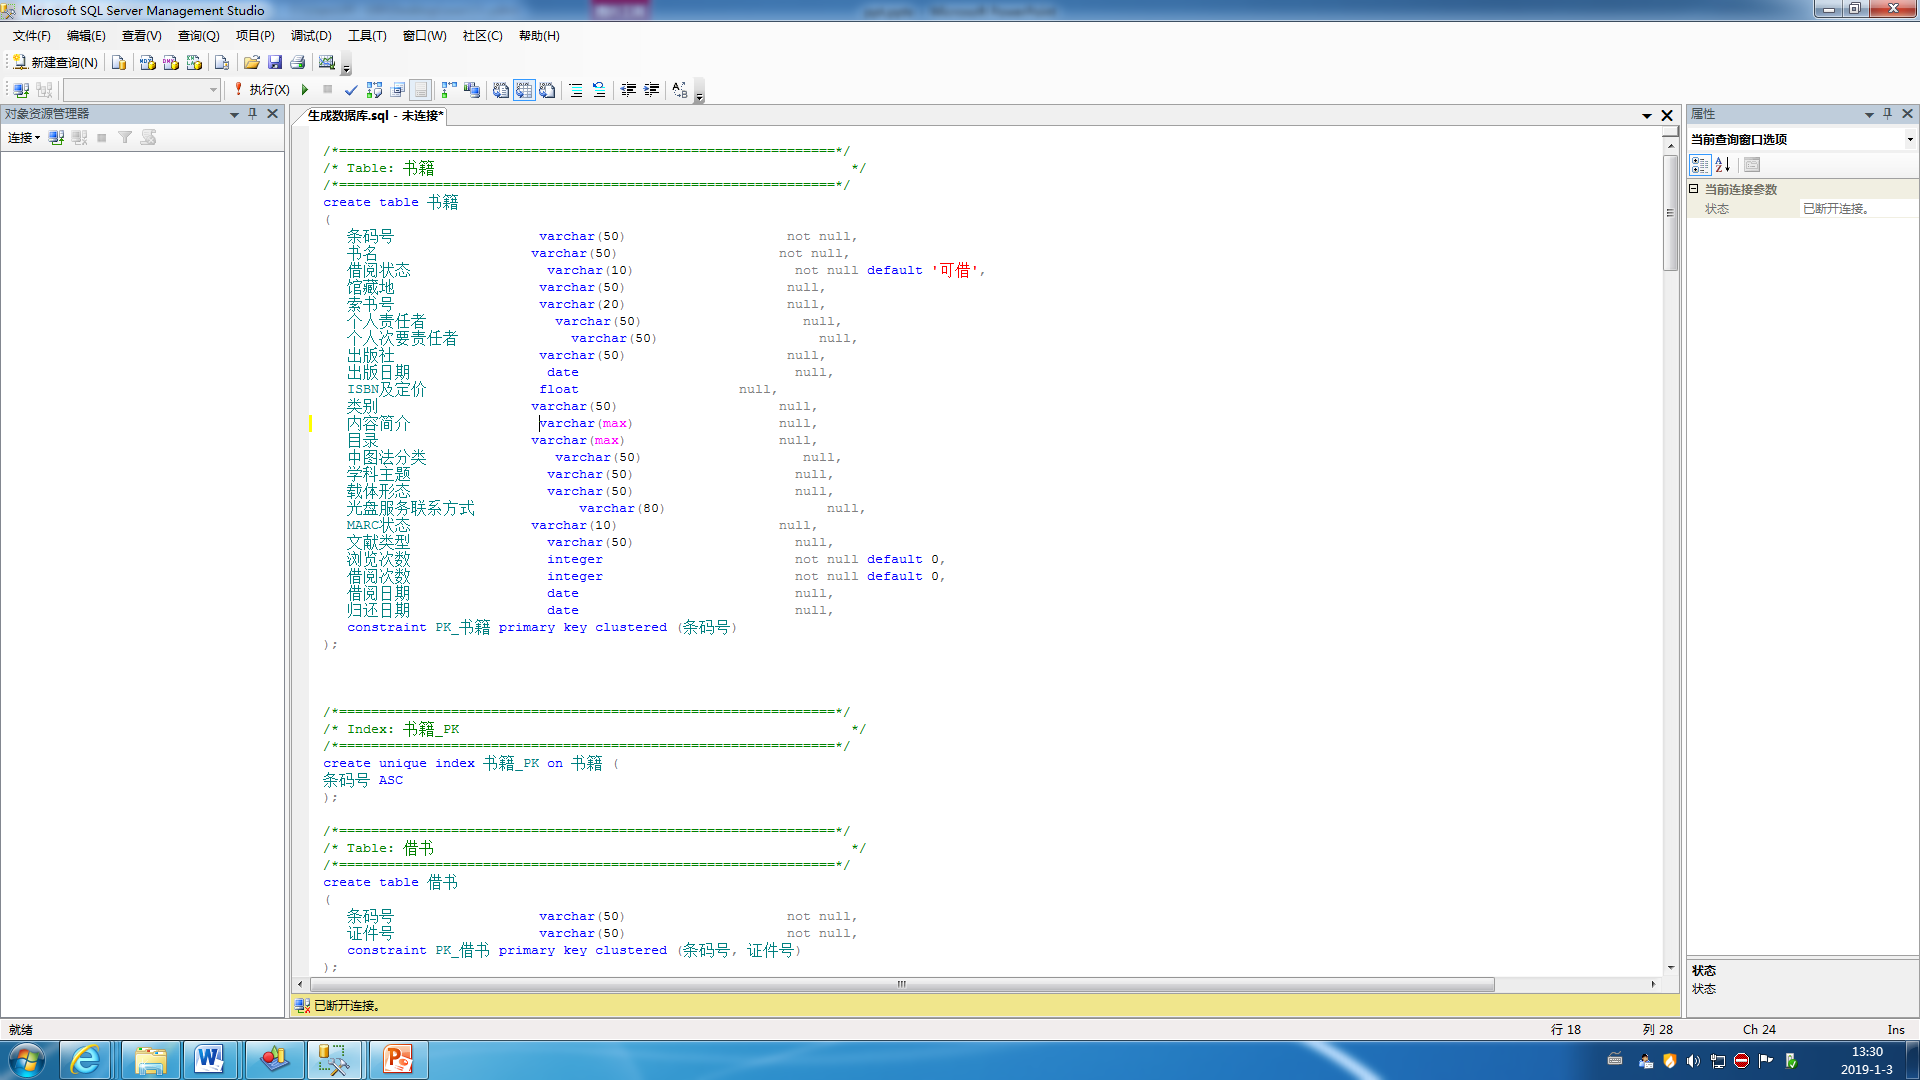 Microsoft SQL Server Management Studio
文件(F) 编辑(E) 查看(V) 查询(Q) 项目(P) 调试(D) 工具(T) 窗口(W) 社区(C) 帮助(H)
新建查询(N)
执行(X)
对象资源管理器
连接
生成数据库.sql - 未连接*
/*==============================================================*/
/* Table: 书籍 */
/*==============================================================*/
create table 书籍
(
条码号 varchar(50) not null,
书名 varchar(50) not null,
借阅状态 varchar(10) not null default '可借',
馆藏地 varchar(50) null,
索书号 varchar(20) null,
个人责任者 varchar(50) null,
个人次要责任者 varchar(50) null,
出版社 varchar(50) null,
出版日期 date null,
ISBN及定价 float null,
类别 varchar(50) null,
内容简介 varchar(max) null,
目录 varchar(max) null,
中图法分类 varchar(50) null,
学科主题 varchar(50) null,
载体形态 varchar(50) null,
光盘服务联系方式 varchar(80) null,
MARC状态 varchar(10) null,
文献类型 varchar(50) null,
浏览次数 integer not null default 0,
借阅次数 integer not null default 0,
借阅日期 date null,
归还日期 date null,
constraint PK_书籍 primary key clustered (条码号)
);
/*==============================================================*/
/* Index: 书籍_PK */
/*==============================================================*/
create unique index 书籍_PK on 书籍 (
条码号 ASC
);
/*==============================================================*/
/* Table: 借书 */
/*==============================================================*/
create table 借书
(
条码号 varchar(50) not null,
证件号 varchar(50) not null,
constraint PK_借书 primary key clustered (条码号, 证件号)
);
已断开连接。
属性
当前查询窗口选项
当前连接参数
状态 已断开连接。
状态
状态
就绪 行 18 列 28 Ch 24 Ins
13:30
2019-1-3